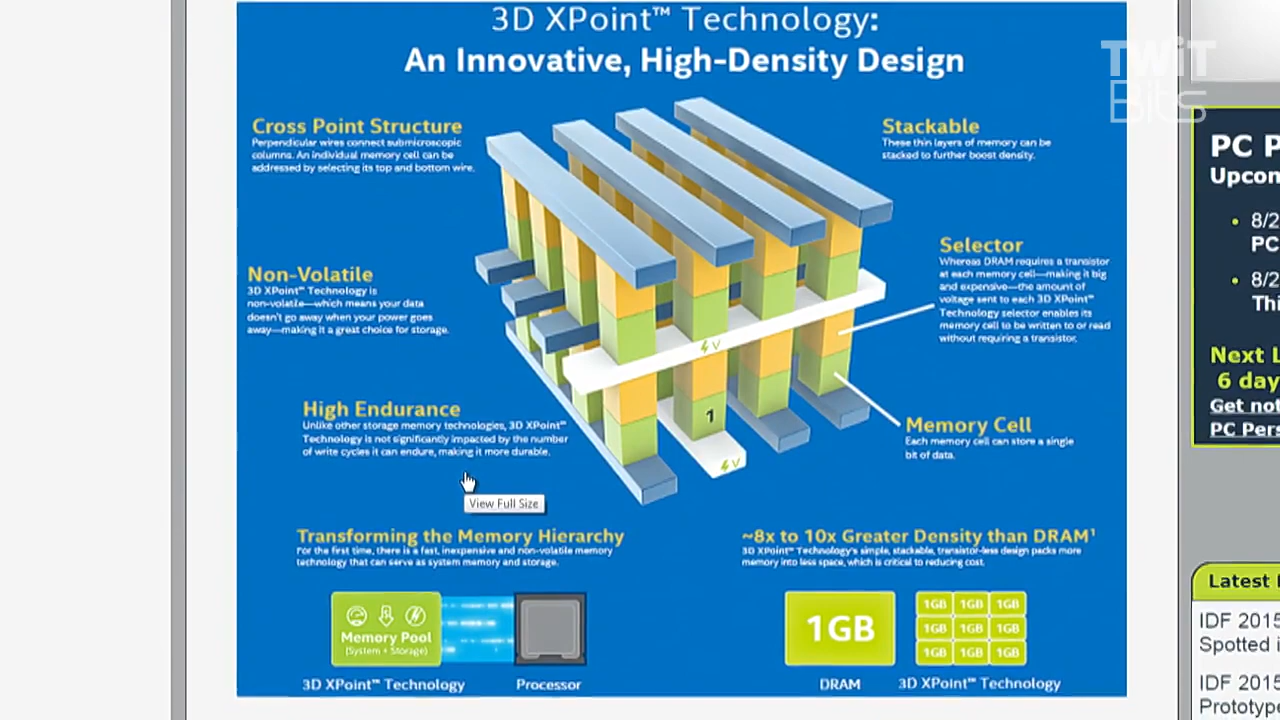 3D XPoint™ Technology:
An Innovative, High-Density Design
TWiT
Bits
Cross Point Structure
Perpendicular wires connect submicroscopic
columns. An individual memory cell can be
addressed by selecting its top and bottom wire.
Stackable
These thin layers of memory can be
stacked to further boost density.
Non-Volatile
3D XPoint™ Technology is
non-volatile—which means your data
doesn't go away when your power goes
away—making it a great choice for storage.
Selector
Whereas DRAM requires a transistor
at each memory cell—making it big
and expensive—the amount of
voltage sent to each 3D XPoint™
Technology selector enables its
memory cell to be written to or read
without requiring a transistor.
V
1
V
High Endurance
Unlike other storage memory technologies, 3D XPoint™
Technology is not significantly impacted by the number
of write cycles it can endure, making it more durable.
Memory Cell
Each memory cell can store a single
bit of data.
View Full Size
Transforming the Memory Hierarchy
For the first time, there is a fast, inexpensive and non-volatile memory
technology that can serve as system memory and storage.
Memory Pool
(System + Storage)
3D XPoint™ Technology
Processor
~8x to 10x Greater Density than DRAM¹
3D XPoint™ Technology's simple, stackable, transistor-less design packs more
memory into less space, which is critical to reducing cost.
1GB
1GB 1GB 1GB
1GB 1GB 1GB
1GB 1GB 1GB
DRAM
3D XPoint™ Technology
PC P
Upcon
8/2
PC
8/2
Thi
Next L
6 day
Get not
PC Pers
Latest
IDF 2015
Spotted i
IDF 2015
Prototype